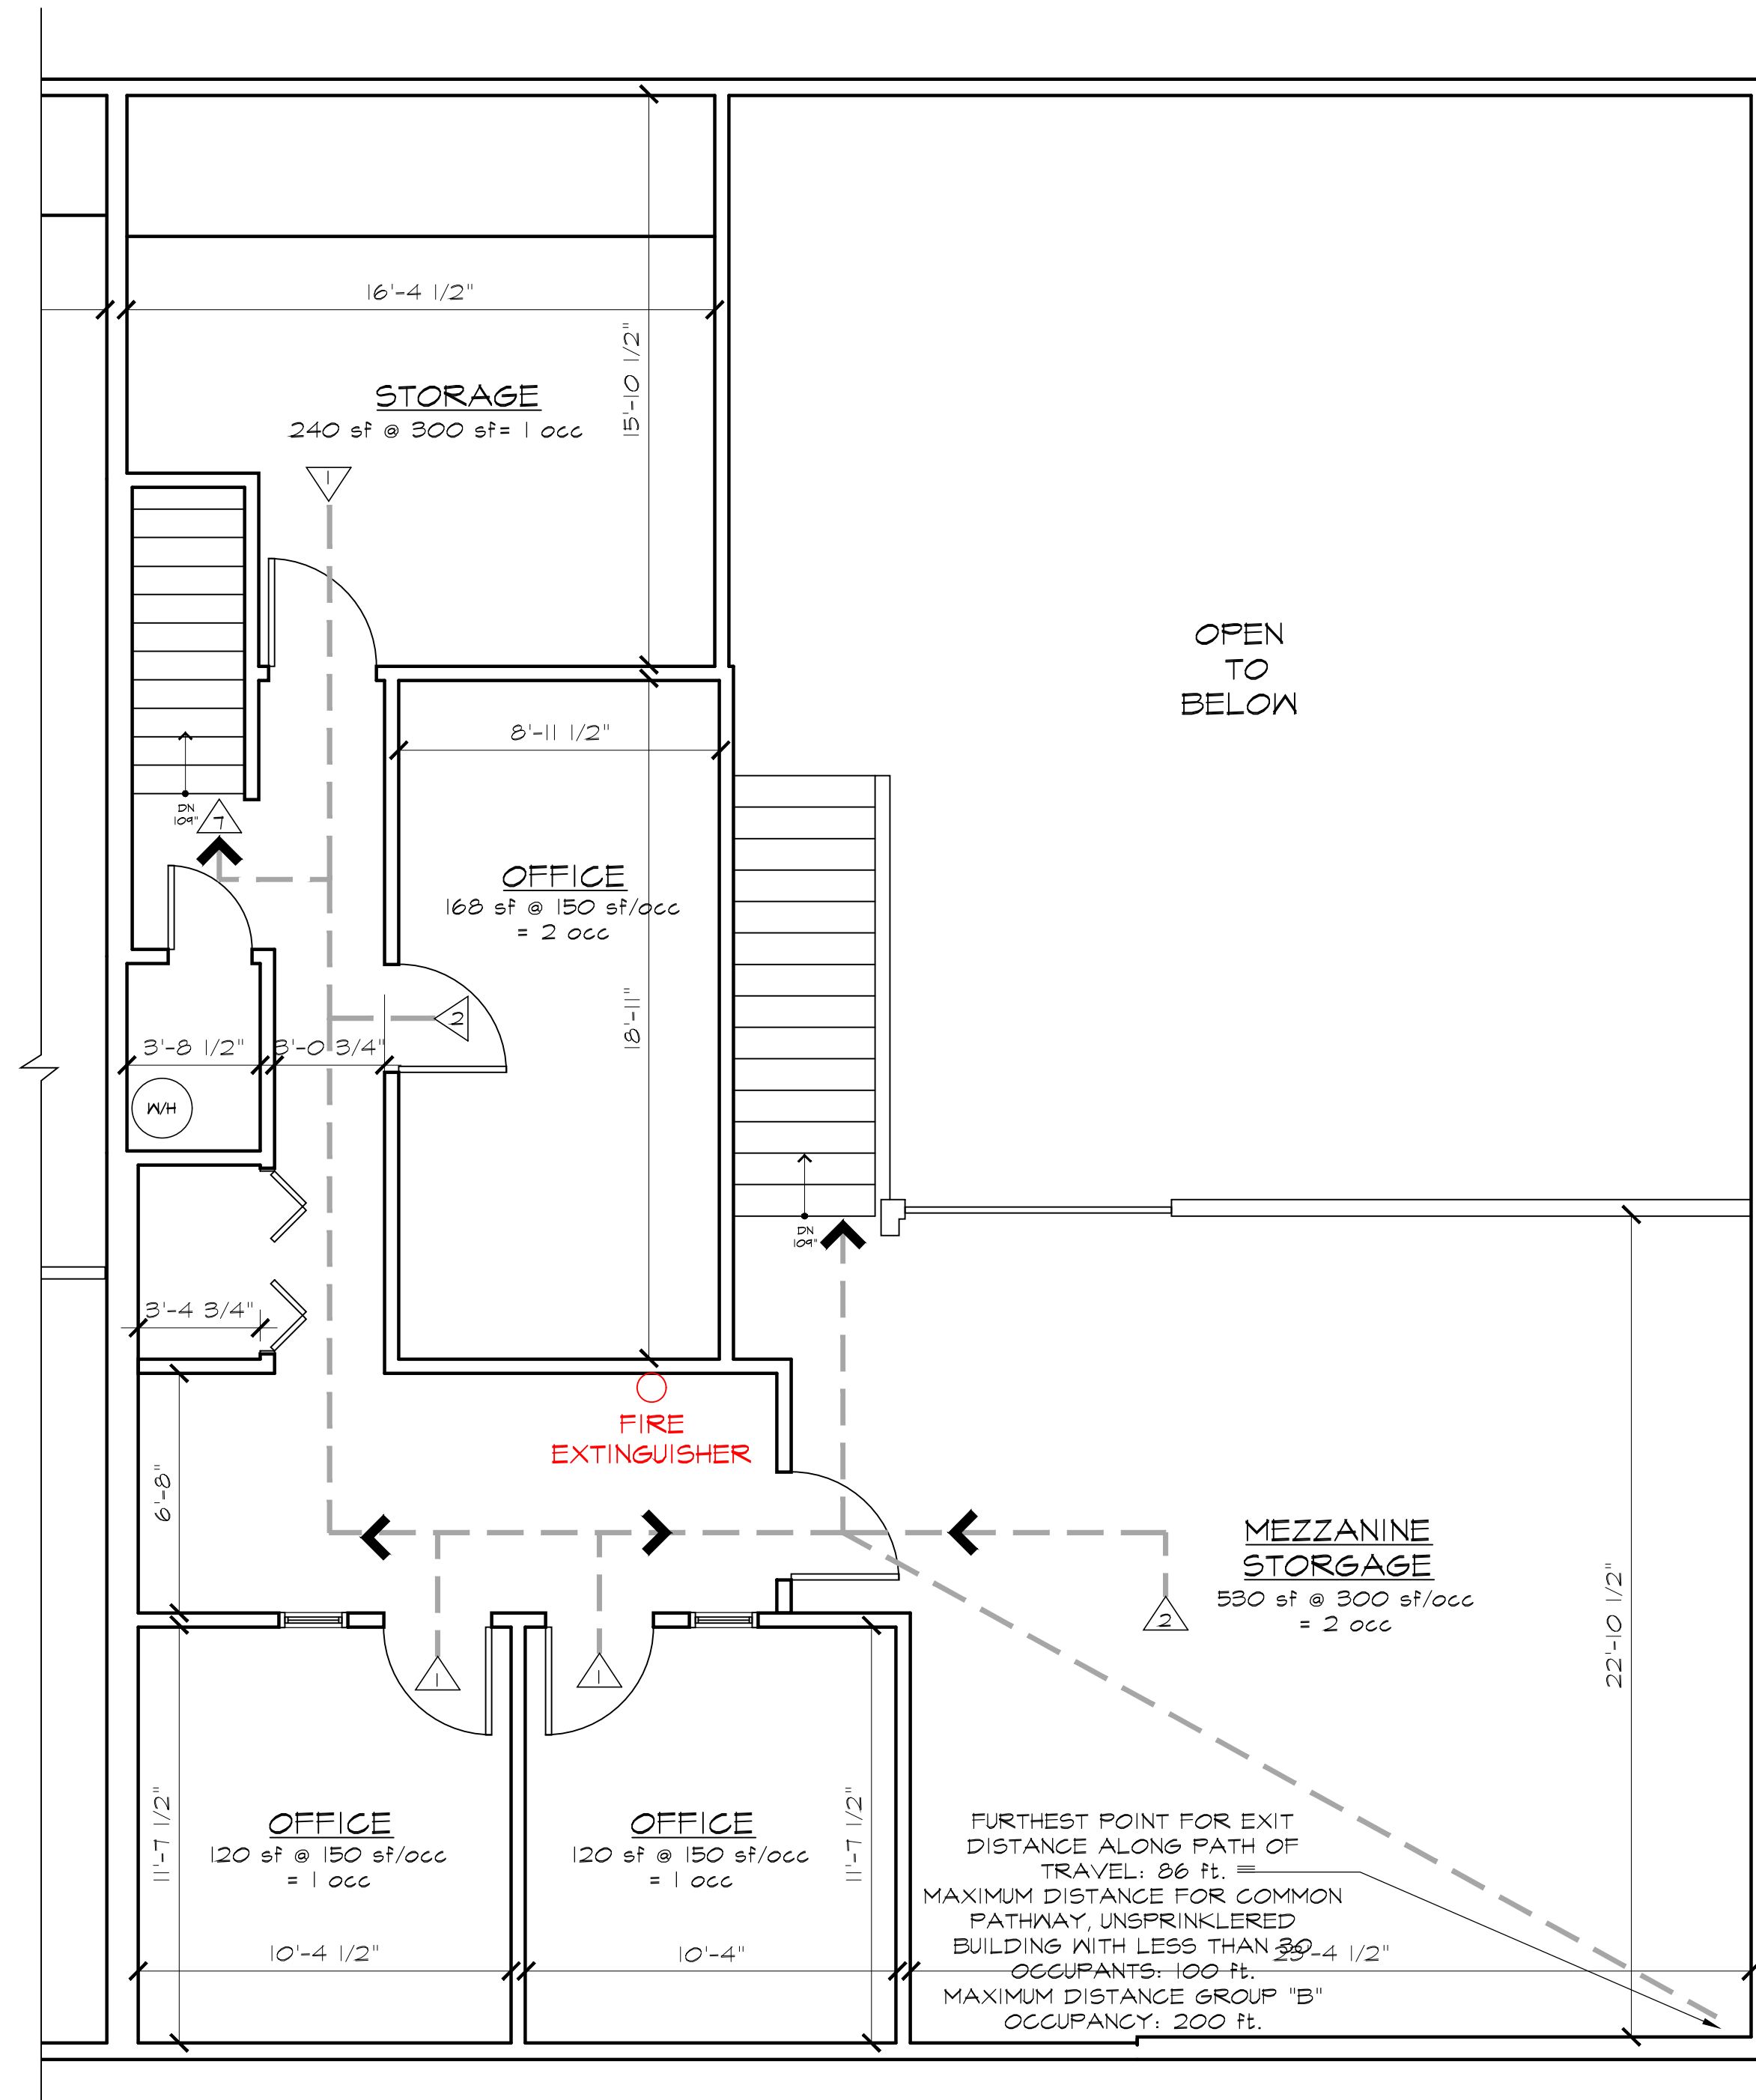 16'-4 1/2"
15'-10 1/2"
STORAGE
240 sf @ 300 sf= 1 occ
1
OPEN
TO
BELOW
8'-11 1/2"
DN
109"
7
OFFICE
168 sf @ 150 sf/occ
= 2 occ
18'-11"
2
3'-8 1/2"
3'-0 3/4"
W/H
DN
109"
3'-4 3/4"
FIRE
EXTINGUISHER
6'-8"
MEZZANINE
STORGAGE
530 sf @ 300 sf/occ
= 2 occ
2
22'-10 1/2"
1
1
11'-7 1/2"
OFFICE
120 sf @ 150 sf/occ
= 1 occ
OFFICE
120 sf @ 150 sf/occ
= 1 occ
11'-7 1/2"
FURTHEST POINT FOR EXIT
DISTANCE ALONG PATH OF
TRAVEL: 86 ft.
MAXIMUM DISTANCE FOR COMMON
PATHWAY, UNSPRINKLERED
BUILDING WITH LESS THAN 30
OCCUPANTS: 100 ft.
MAXIMUM DISTANCE GROUP "B"
OCCUPANCY: 200 ft.
10'-4 1/2"
10'-4"
23'-4 1/2"